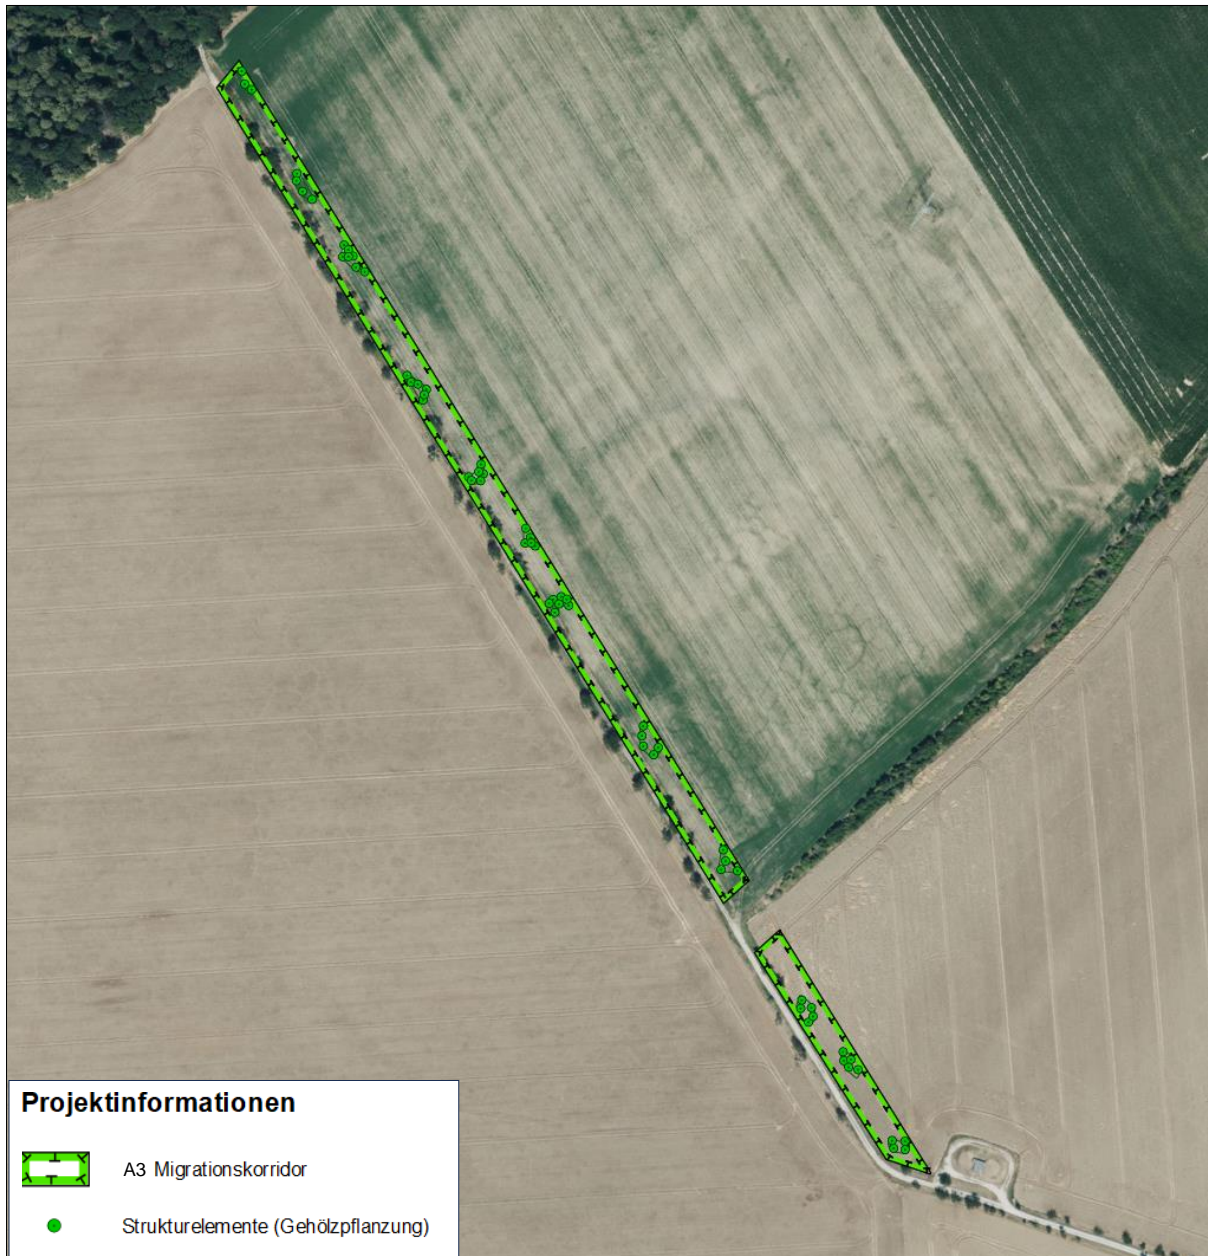 Projektinformationen
A3 Migrationskorridor
Strukturelemente (Gehölzpflanzung)